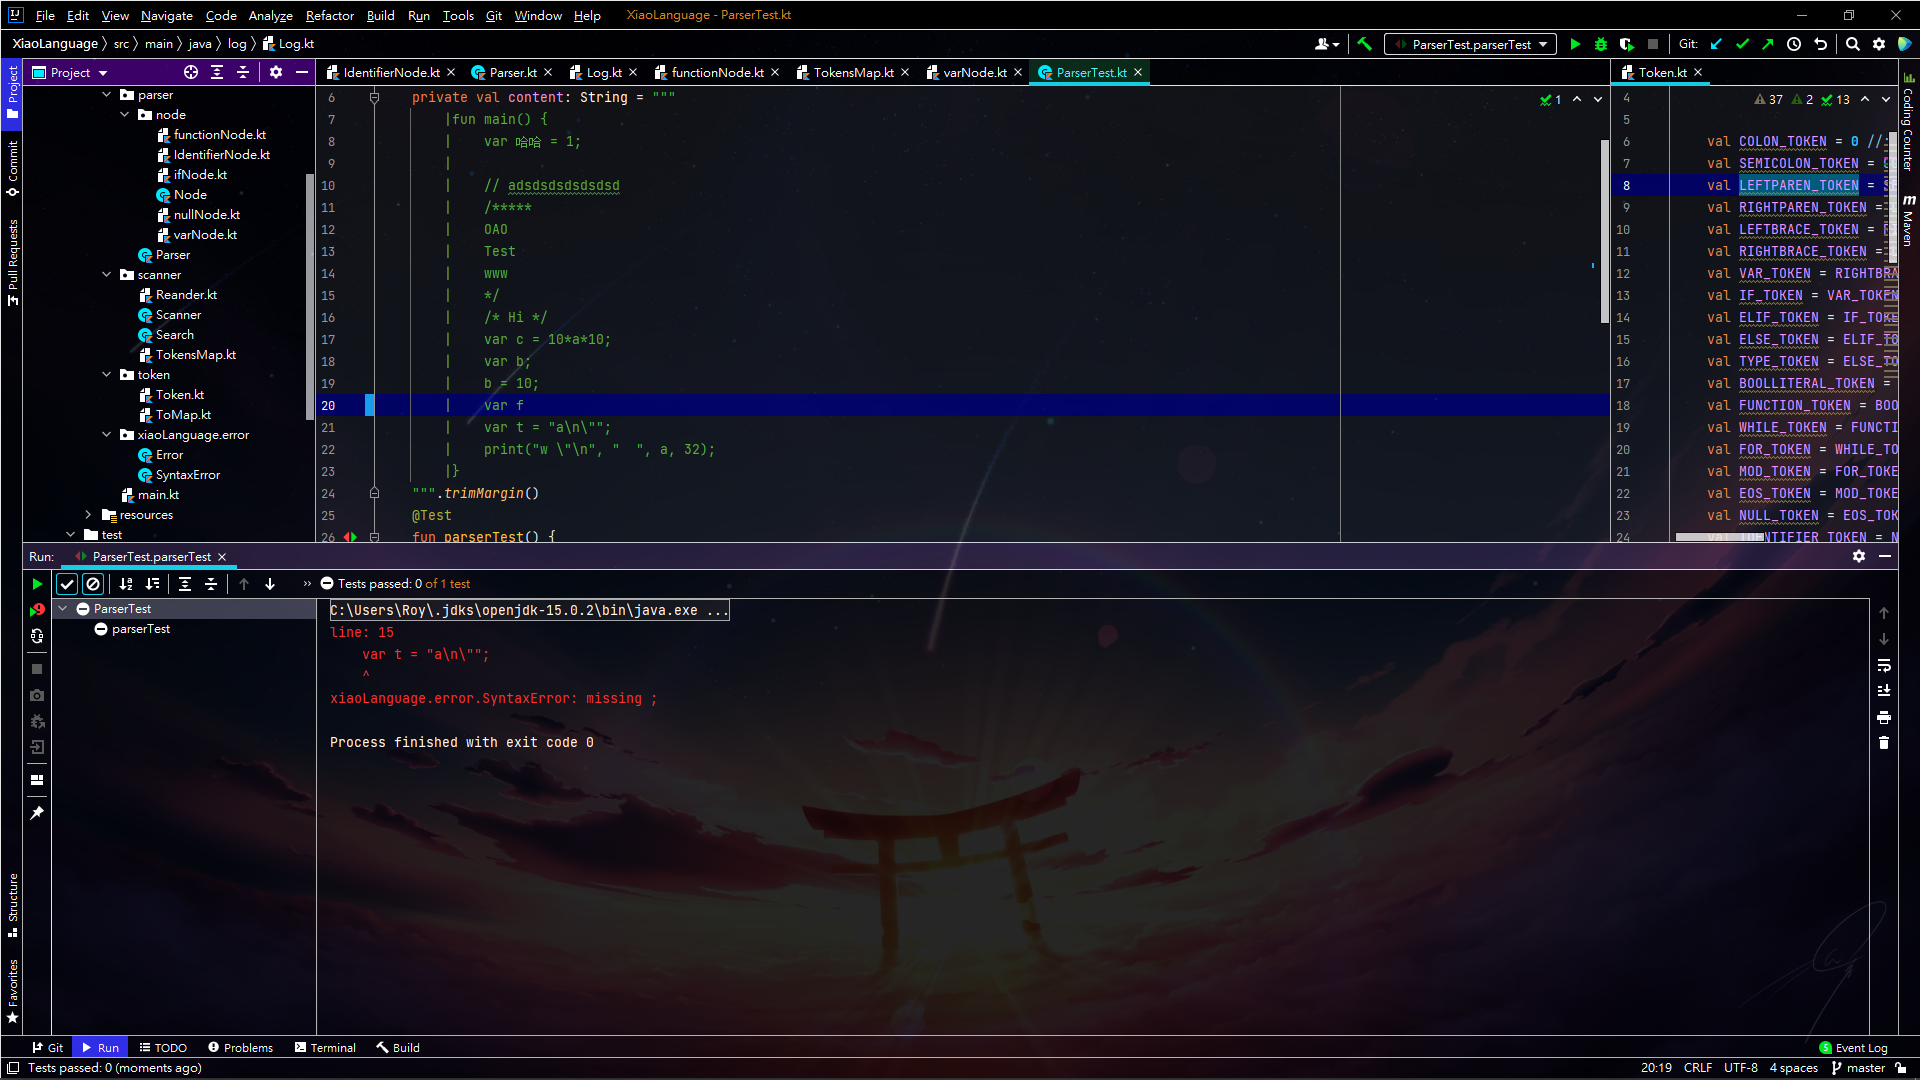 File Edit View Navigate Code Analyze Refactor Build Run Tools Git Window Help XiaoLanguage - ParserTest.kt
XiaoLanguage 〉 src 〉 main 〉 java 〉 log 〉 Log.kt
ParserTest.parserTest
Git:
Project
IdentifierNode.kt
Parser.kt
Log.kt
functionNode.kt
TokensMap.kt
varNode.kt
ParserTest.kt
Token.kt
Project
Commit
Pull Requests
Structure
Favorites
parser
node
functionNode.kt
IdentifierNode.kt
ifNode.kt
Node
nullNode.kt
varNode.kt
Parser
scanner
Reander.kt
Scanner
Search
TokensMap.kt
token
Token.kt
ToMap.kt
xiaoLanguage.error
Error
SyntaxError
main.kt
resources
test
6 private val content: String = """
7 |fun main() {
8 | var 哈哈 = 1;
9 |
10 | // adsdsdsdsdsdsd
11 | /*****
12 | OAO
13 | Test
14 | www
15 | */
16 | /* Hi */
17 | var c = 10*a*10;
18 | var b;
19 | b = 10;
20 | var f
21 | var t = "a\n\"";
22 | print("w \"\n", "  ", a, 32);
23 |}
24 """.trimMargin()
25 @Test
26 fun parserTest() {
1
37 2 13
4
5
6 val COLON_TOKEN = 0 //
7 val SEMICOLON_TOKEN =
8 val LEFTPAREN_TOKEN =
9 val RIGHTPAREN_TOKEN =
10 val LEFTBRACE_TOKEN =
11 val RIGHTBRACE_TOKEN =
12 val VAR_TOKEN = RIGHTBRA
13 val IF_TOKEN = VAR_TOKEN
14 val ELIF_TOKEN = IF_TOKE
15 val ELSE_TOKEN = ELIF_TO
16 val TYPE_TOKEN = ELSE_TO
17 val BOOLLITERAL_TOKEN =
18 val FUNCTION_TOKEN = BOO
19 val WHILE_TOKEN = FUNCTI
20 val FOR_TOKEN = WHILE_TO
21 val MOD_TOKEN = FOR_TOKE
22 val EOS_TOKEN = MOD_TOKE
23 val NULL_TOKEN = EOS_TOK
24 val IDENTIFIER_TOKEN = N
Coding Counter
Maven
Run: ParserTest.parserTest
Tests passed: 0 of 1 test
ParserTest
parserTest
C:\Users\Roy\.jdks\openjdk-15.0.2\bin\java.exe ...
line: 15
var t = "a\n\"";
^
xiaoLanguage.error.SyntaxError: missing ;
Process finished with exit code 0
Git Run TODO Problems Terminal Build
5 Event Log
Tests passed: 0 (moments ago)
20:19 CRLF UTF-8 4 spaces master